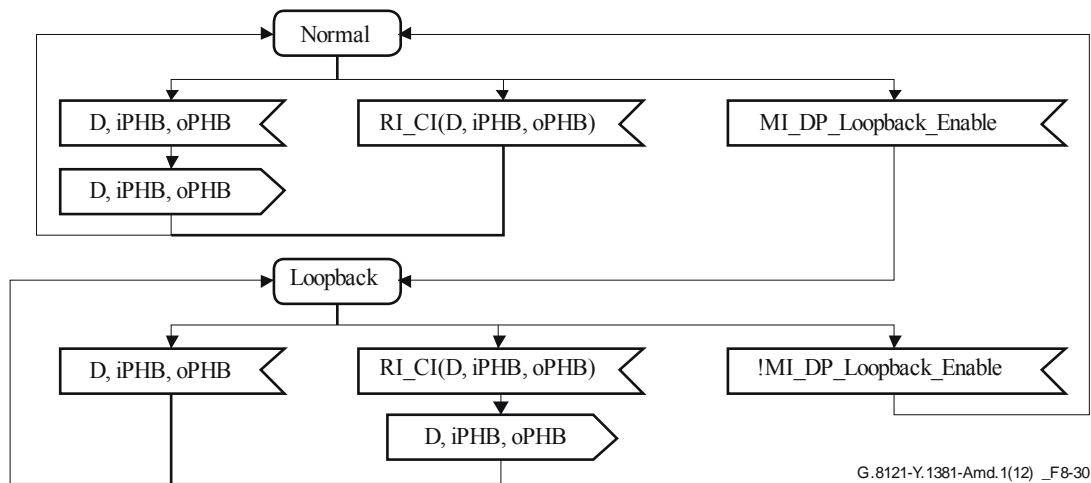 Normal
D, iPHB, oPHB
RI_CI(D, iPHB, oPHB)
MI_DP_Loopback_Enable
D, iPHB, oPHB
Loopback
D, iPHB, oPHB
RI_CI(D, iPHB, oPHB)
!MI_DP_Loopback_Enable
D, iPHB, oPHB
G.8121-Y.1381-Amd.1(12)_F8-30